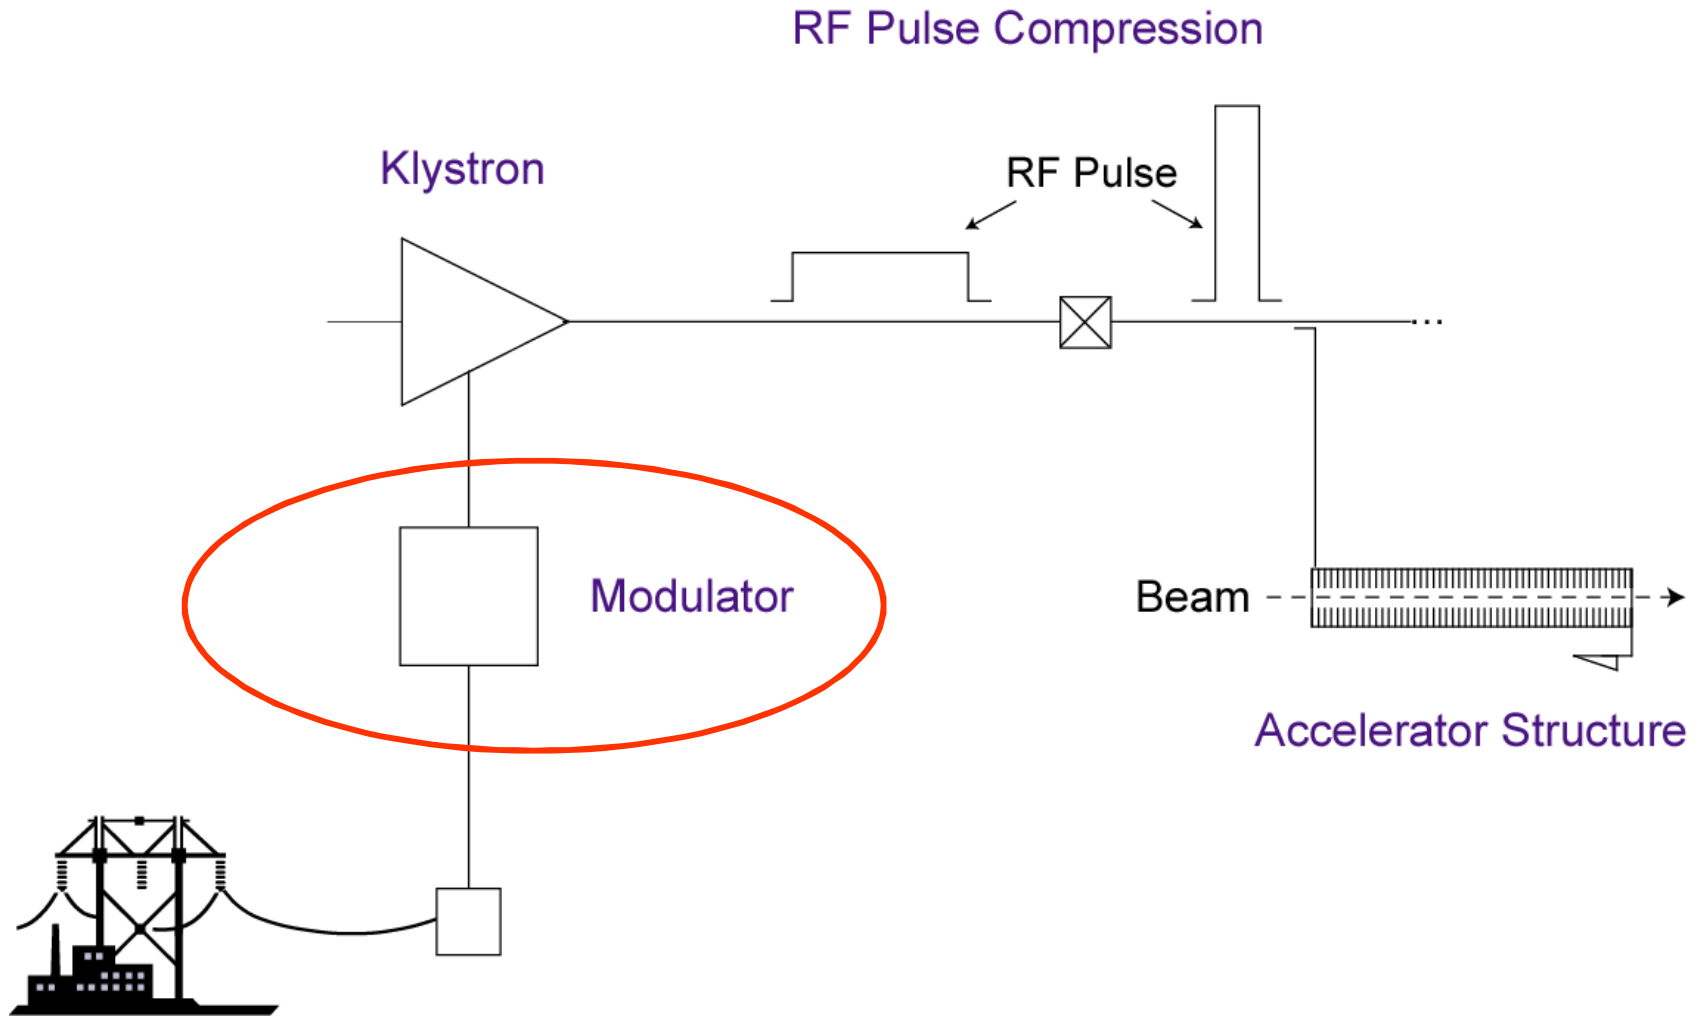 RF Pulse Compression
Klystron
RF Pulse
Modulator
Beam
Accelerator Structure